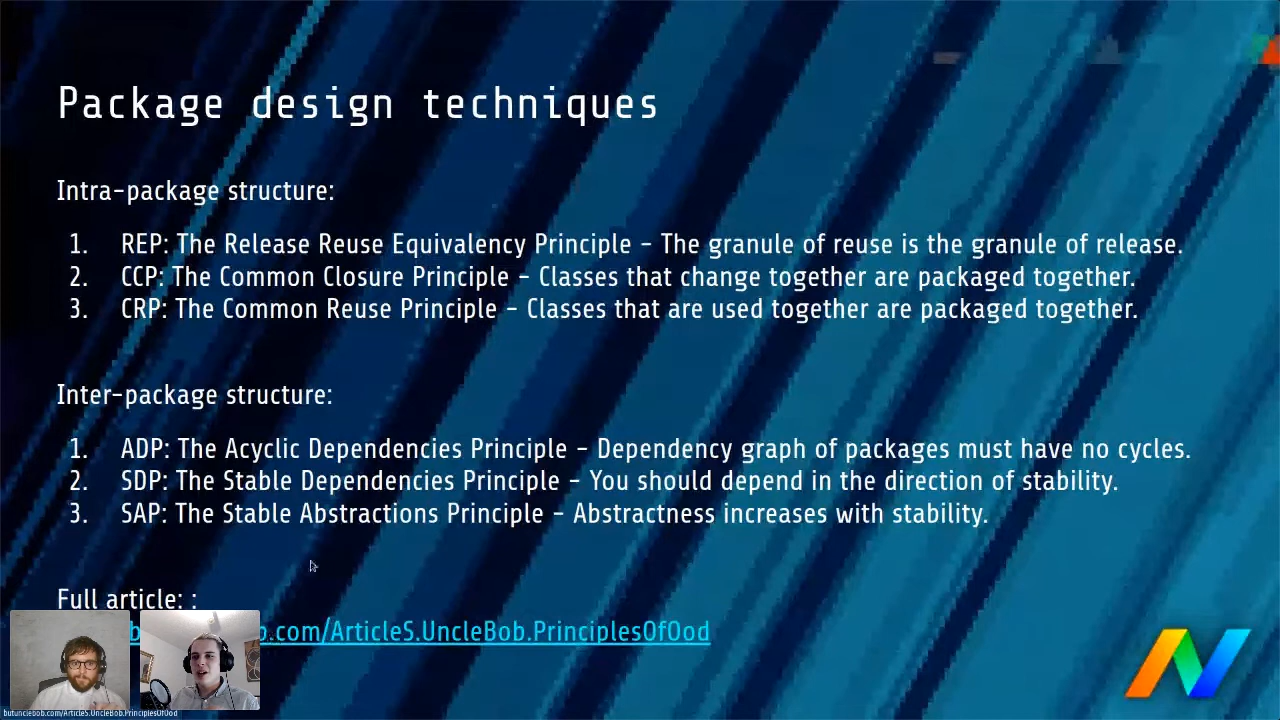 Package design techniques
Intra-package structure:
1. REP: The Release Reuse Equivalency Principle - The granule of reuse is the granule of release.
2. CCP: The Common Closure Principle - Classes that change together are packaged together.
3. CRP: The Common Reuse Principle - Classes that are used together are packaged together.
Inter-package structure:
1. ADP: The Acyclic Dependencies Principle - Dependency graph of packages must have no cycles.
2. SDP: The Stable Dependencies Principle - You should depend in the direction of stability.
3. SAP: The Stable Abstractions Principle - Abstractness increases with stability.
Full article: :
b.com/ArticleS.UncleBob.PrinciplesOfOod
butunclebob.com/ArticleS.UncleBob.PrinciplesOfOod